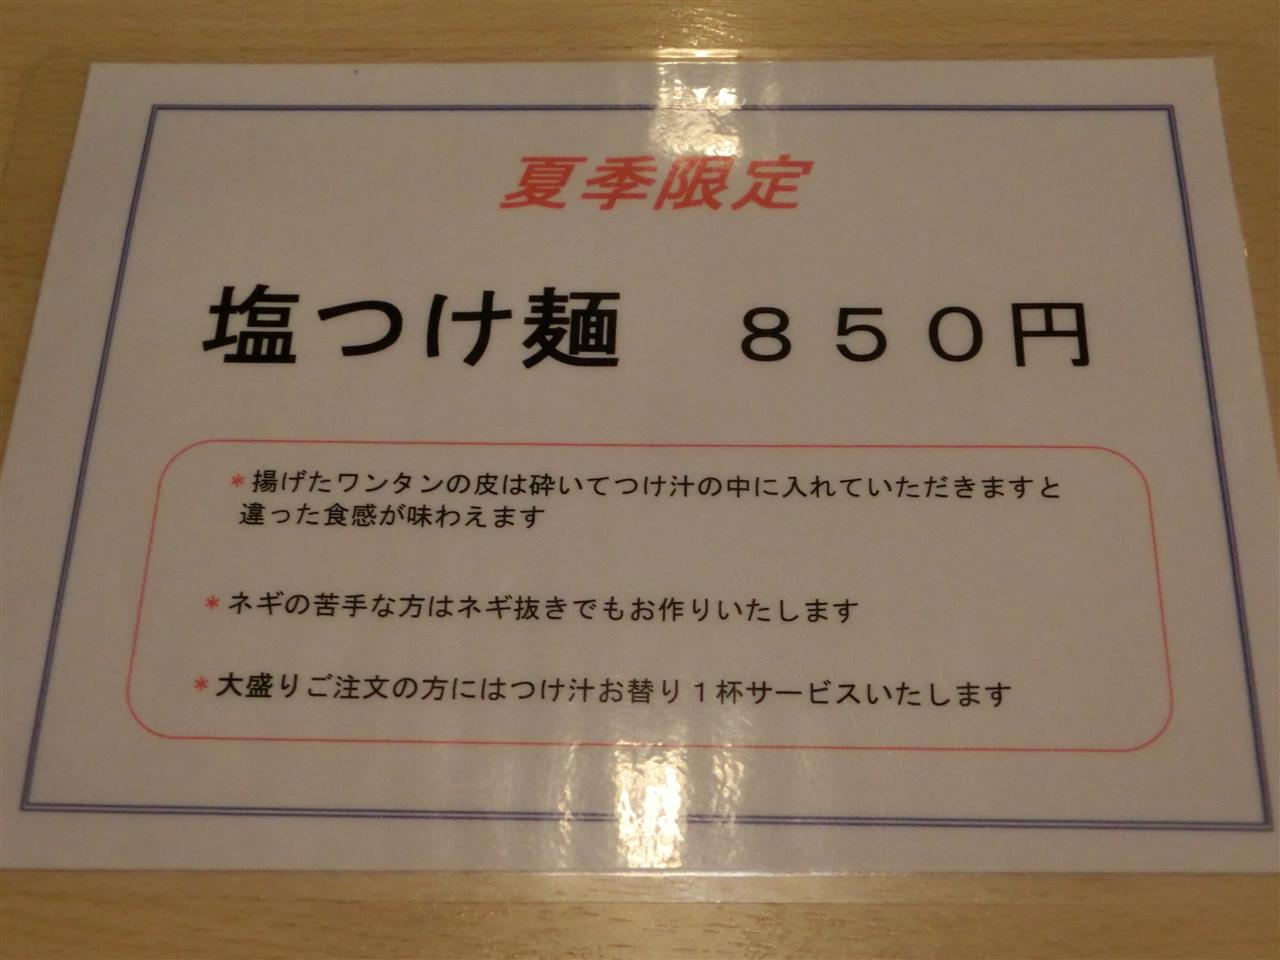 夏季限定
塩つけ麺　８５０円
＊揚げたワンタンの皮は砕いてつけ汁の中に入れていただきますと
違った食感が味わえます
＊ネギの苦手な方はネギ抜きでもお作りいたします
＊大盛りご注文の方にはつけ汁お替り１杯サービスいたします